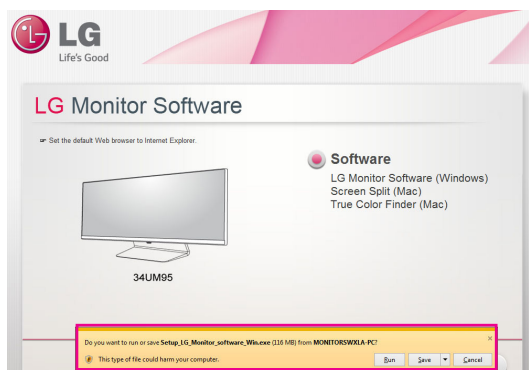 LG
Life's Good
LG Monitor Software
☞ Set the default Web browser to Internet Explorer.
34UM95
Software
LG Monitor Software (Windows)
Screen Split (Mac)
True Color Finder (Mac)
Do you want to run or save Setup_LG_Monitor_software_Win.exe (116 MB) from MONITORSWXLA-PC?
This type of file could harm your computer.
Run Save Cancel